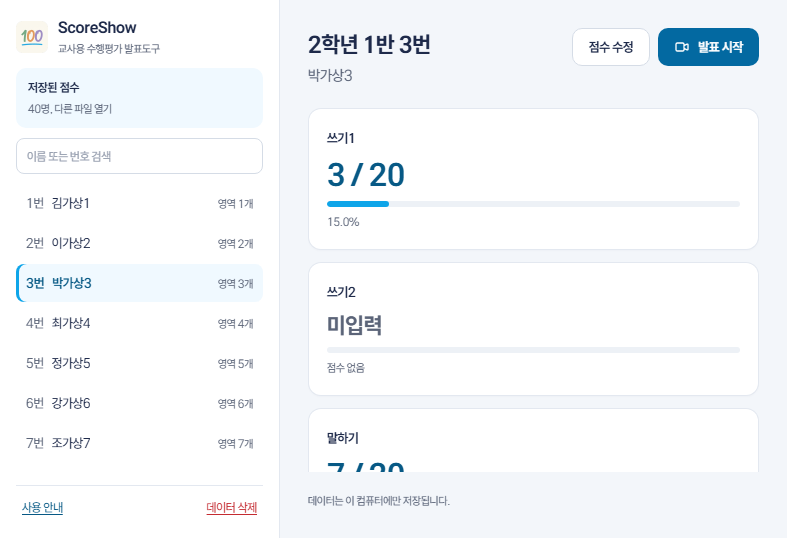 100
ScoreShow
교사용 수행평가 발표도구
저장된 점수
40명, 다른 파일 열기
이름 또는 번호 검색
1번 김가상1 영역 1개
2번 이가상2 영역 2개
3번 박가상3 영역 3개
4번 최가상4 영역 4개
5번 정가상5 영역 5개
6번 강가상6 영역 6개
7번 조가상7 영역 7개
사용 안내 데이터 삭제
2학년 1반 3번
박가상3
점수 수정 발표 시작
쓰기1
3 / 20
15.0%
쓰기2
미입력
점수 없음
말하기
7 / 20
데이터는 이 컴퓨터에만 저장됩니다.